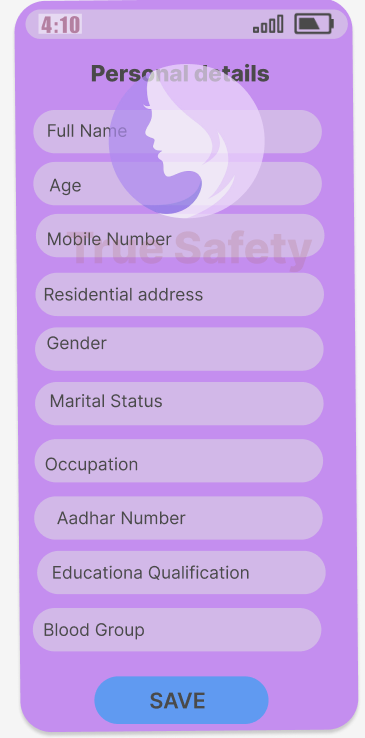 4:10
Personal details
Full Name
Age
Mobile Number
True Safety
Residential address
Gender
Marital Status
Occupation
Aadhar Number
Educationa Qualification
Blood Group
SAVE